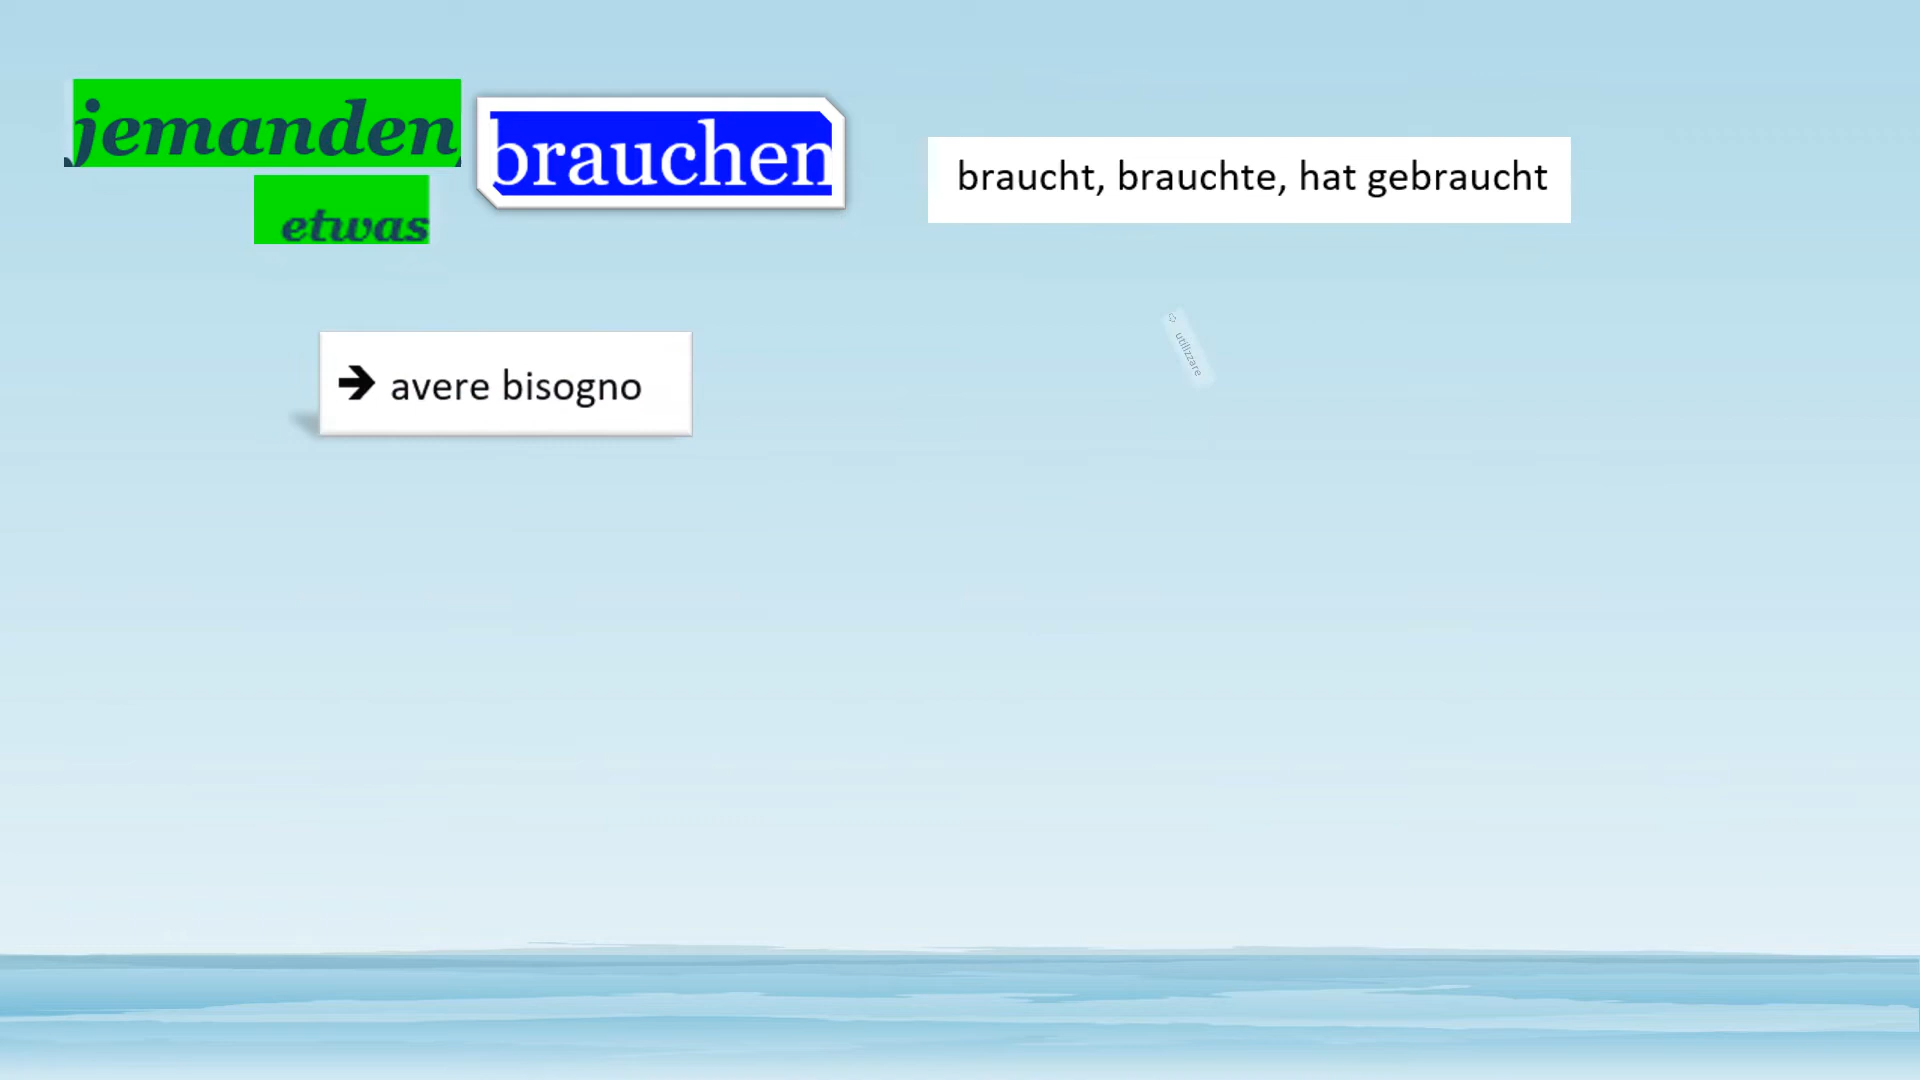 jemanden,
brauchen
etwas
braucht, brauchte, hat gebraucht
utilizzare
➔ avere bisogno